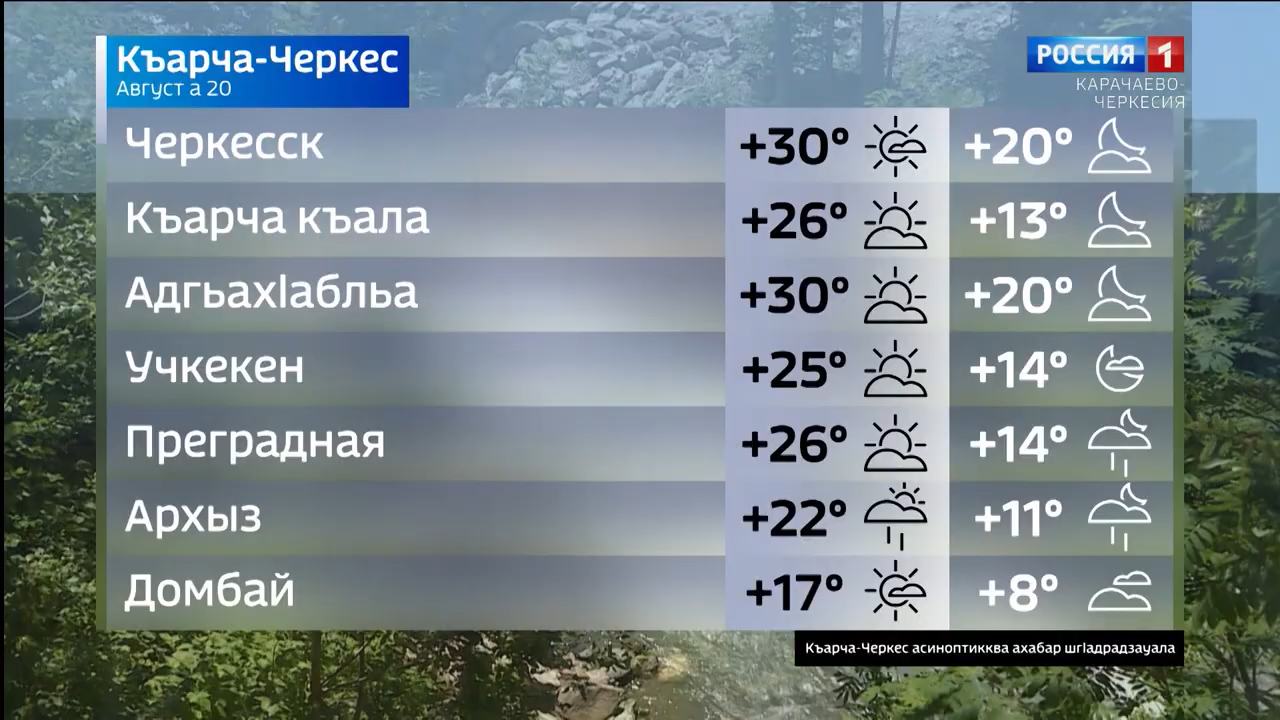 Къарча-Черкес
Август а 20
РОССИЯ 1
КАРАЧАЕВО-
ЧЕРКЕСИЯ
Черкесск +30° +20°
Къарча къала +26° +13°
Адгьахӏабльа +30° +20°
Учкекен +25° +14°
Преградная +26° +14°
Архыз +22° +11°
Домбай +17° +8°
Къарча-Черкес асиноптикква ахабар шгӏадрадзауала